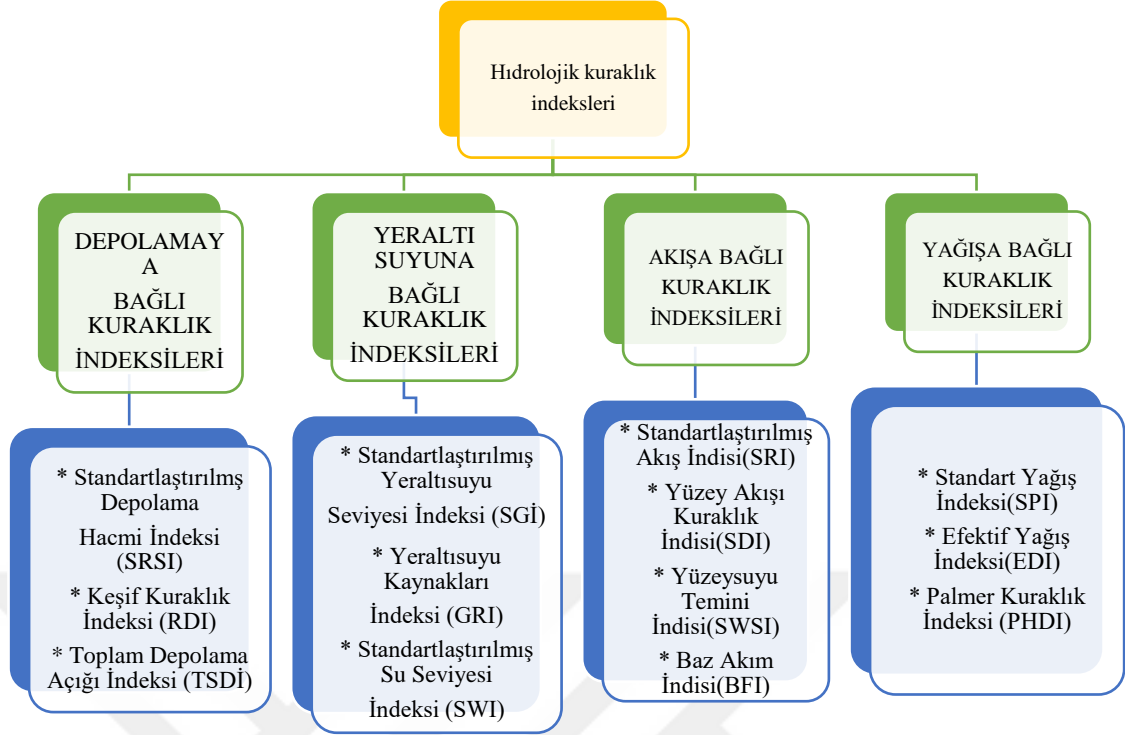 Hıdrolojik kuraklık
indeksleri
DEPOLAMAY
A
BAĞLI
KURAKLIK
İNDEKSİLERİ
YERALTI
SUYUNA
BAĞLI
KURAKLIK
İNDEKSİLERİ
AKIŞA BAĞLI
KURAKLIK
İNDEKSİLERİ
YAĞIŞA BAĞLI
KURAKLIK
İNDEKSİLERİ
* Standartlaştırılmş
Depolama
Hacmi İndeksi
(SRSI)
* Keşif Kuraklık
İndeksi (RDI)
* Toplam Depolama
Açığı İndeksi (TSDİ)
* Standartlaştırılmış
Yeraltısuyu
Seviyesi İndeksi (SGİ)
* Yeraltısuyu
Kaynakları
İndeksi (GRI)
* Standartlaştırılmış
Su Seviyesi
İndeksi (SWI)
* Standartlaştırılmış
Akış İndisi(SRI)
* Yüzey Akışı
Kuraklık
İndisi(SDI)
* Yüzeysuyu
Temini
İndisi(SWSI)
* Baz Akım
İndisi(BFI)
* Standart Yağış
İndeksi(SPI)
* Efektif Yağış
İndeksi(EDI)
* Palmer Kuraklık
İndeksi (PHDI)